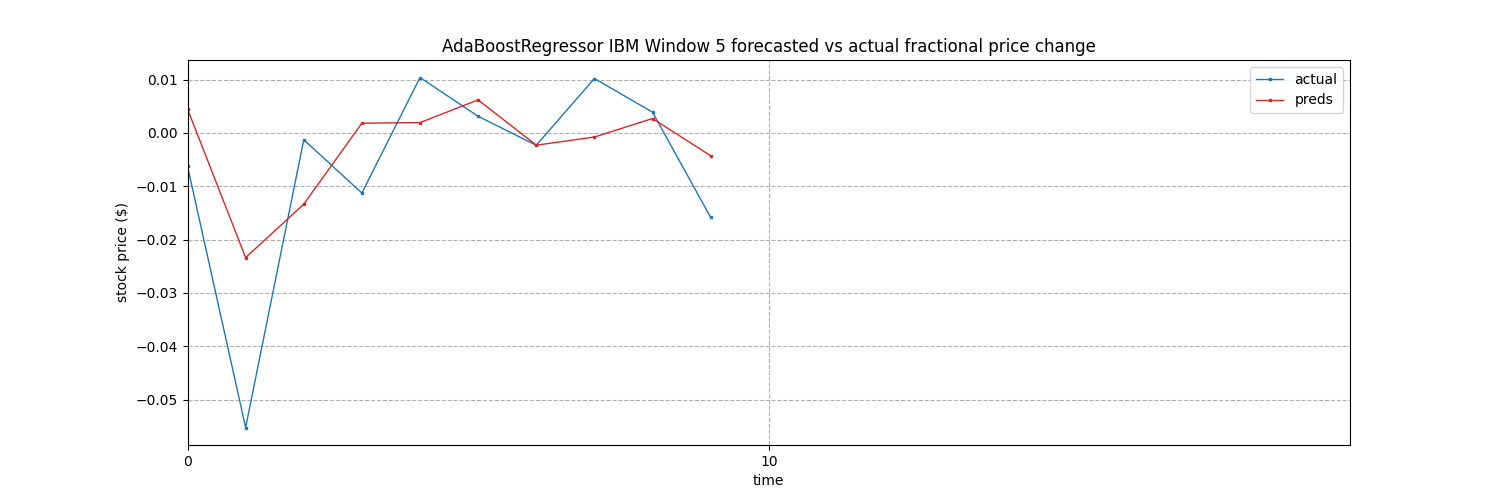 AdaBoostRegressor IBM Window 5 forecasted vs actual fractional price change
actual
preds
0.01
0.00
−0.01
−0.02
−0.03
−0.04
−0.05
stock price ($)
0
10
time